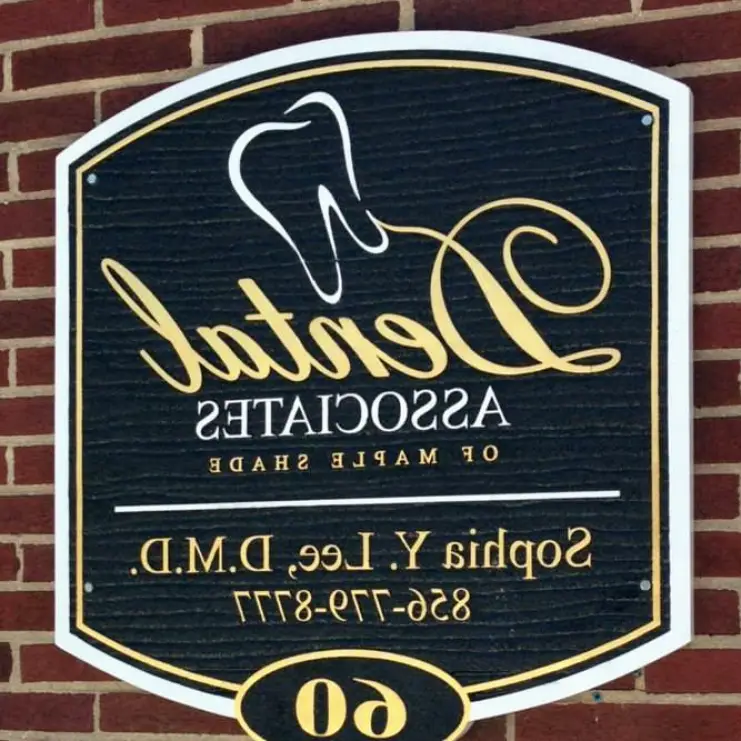 Dental
ASSOCIATES
OF MAPLE SHADE
Sophia Y. Lee, D.M.D.
856-779-8777
60